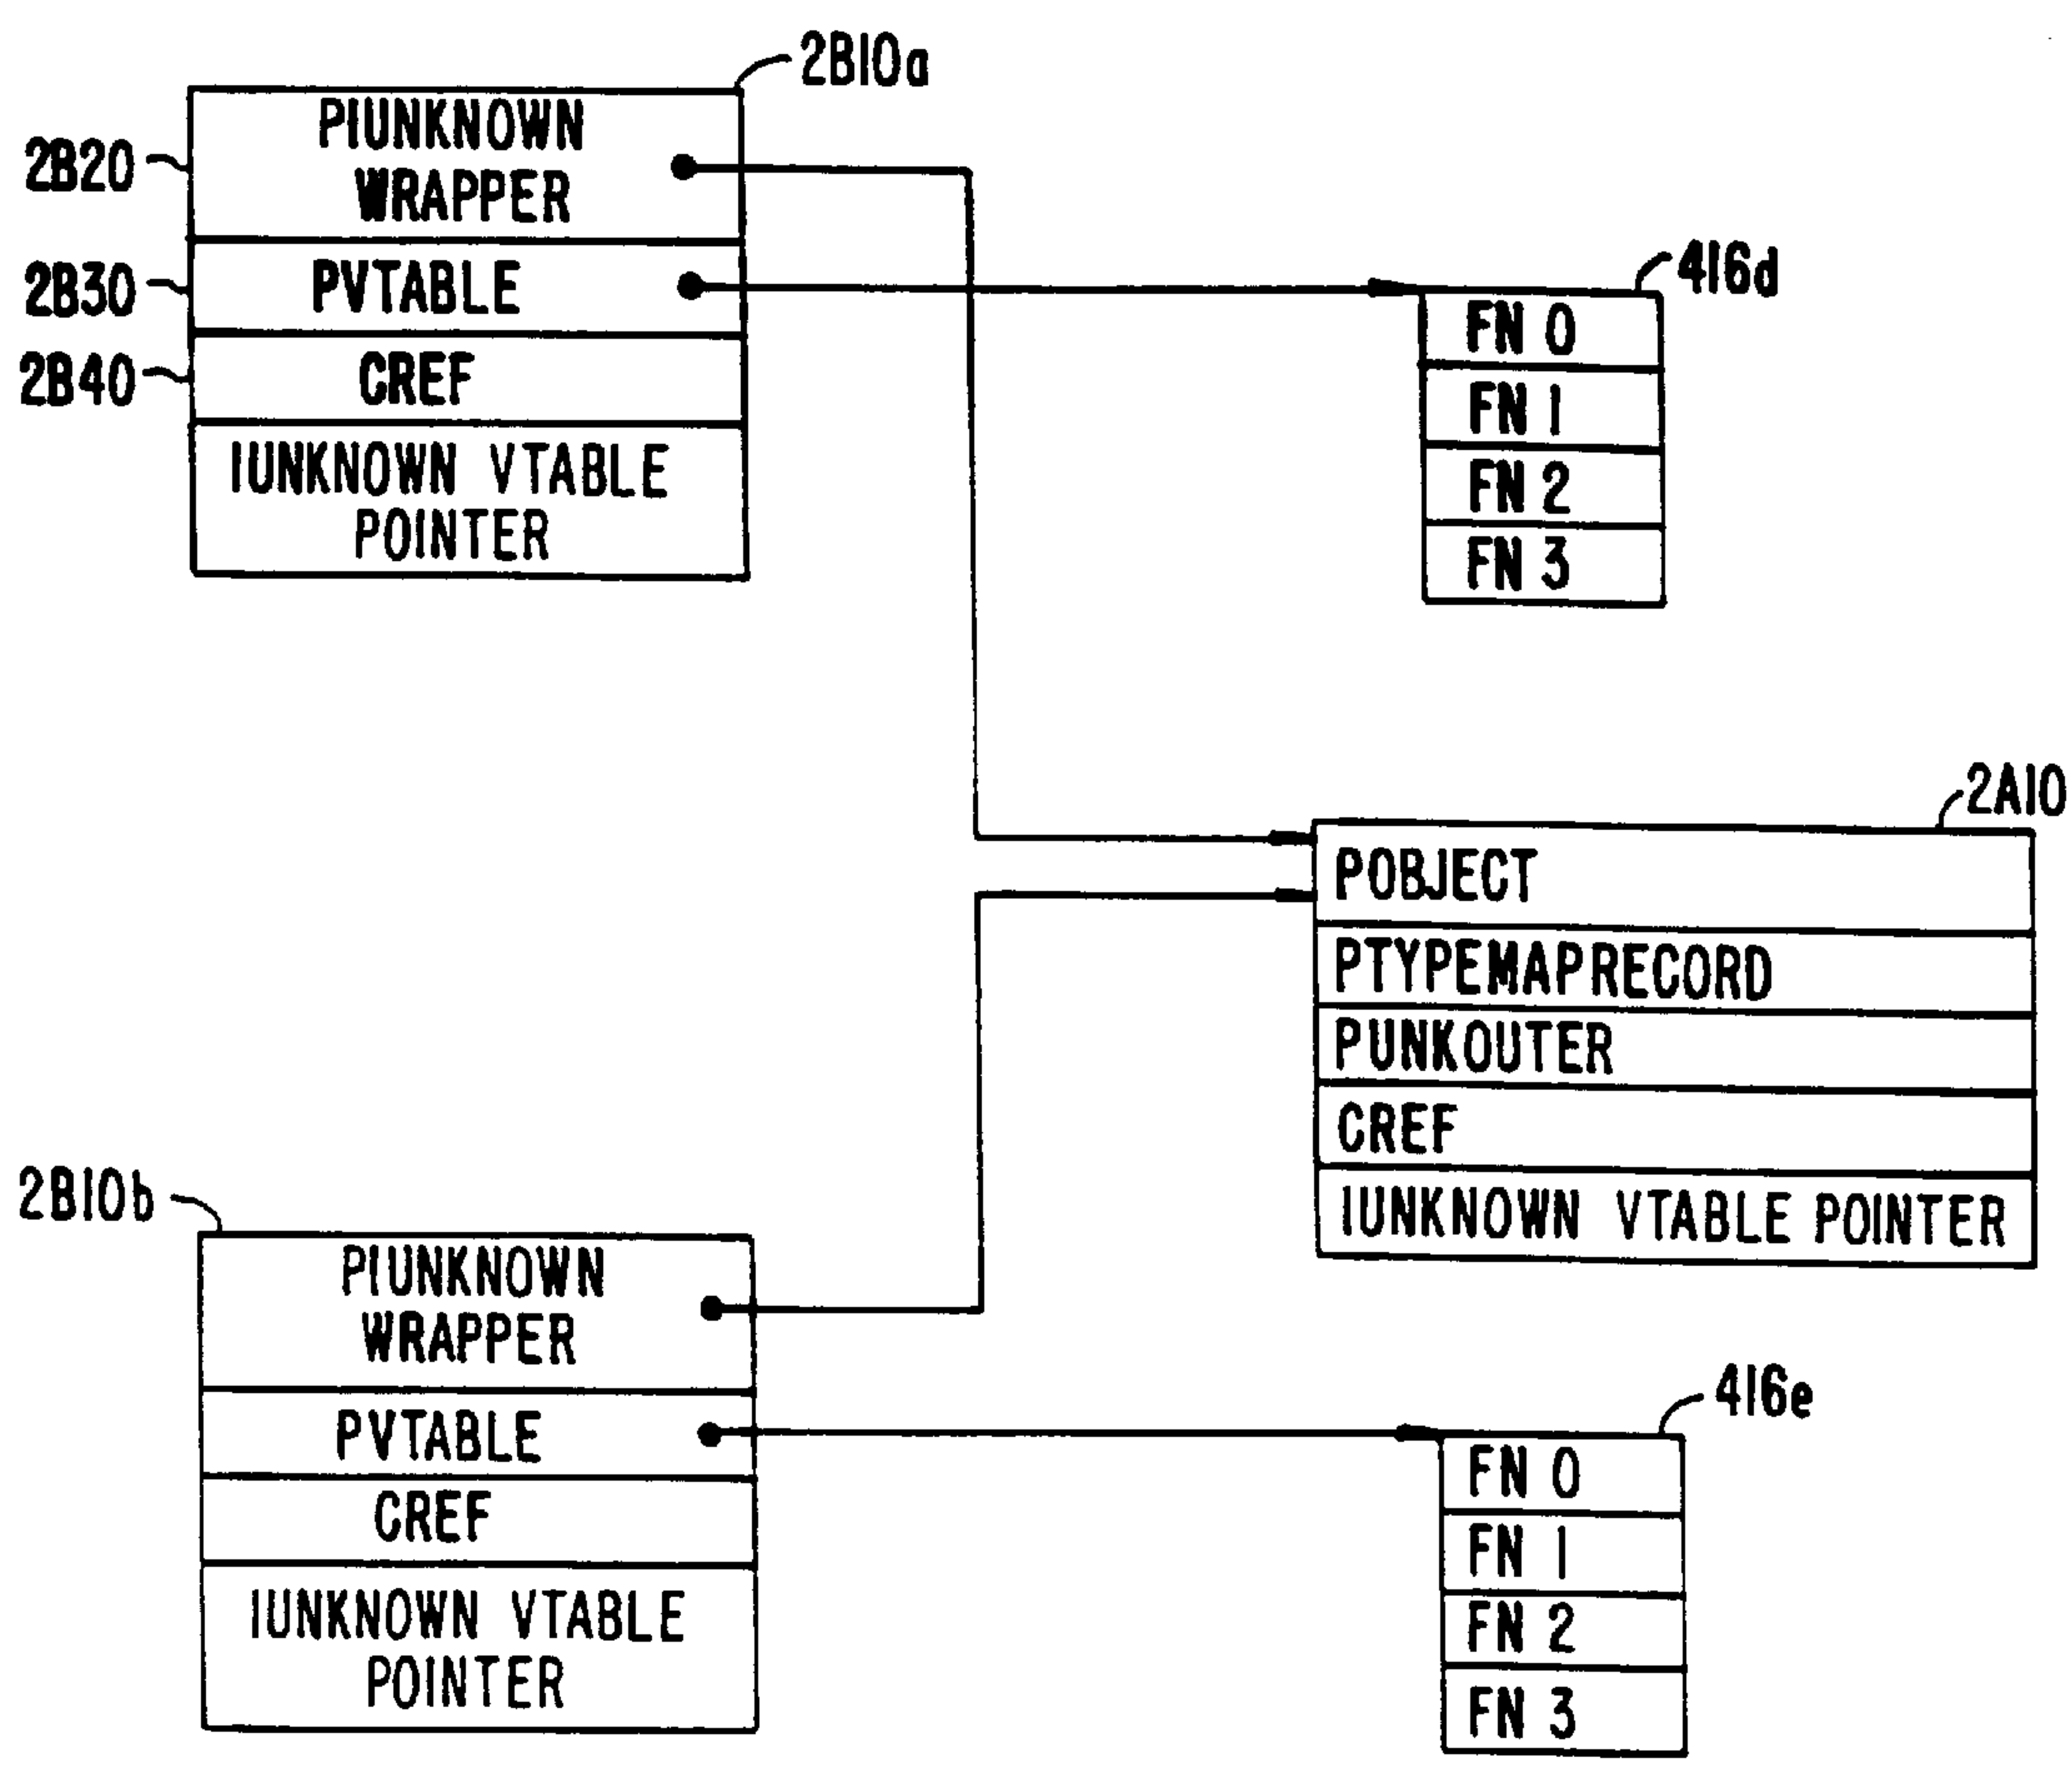 2B10a
PIUNKNOWN
WRAPPER
2B20
PVTABLE
2B30
CREF
2B40
IUNKNOWN VTABLE
POINTER
416d
FN 0
FN 1
FN 2
FN 3
2A10
POBJECT
PTYPEMAPRECORD
PUNKOUTER
CREF
IUNKNOWN VTABLE POINTER
2B10b
PIUNKNOWN
WRAPPER
PVTABLE
CREF
IUNKNOWN VTABLE
POINTER
416e
FN 0
FN 1
FN 2
FN 3